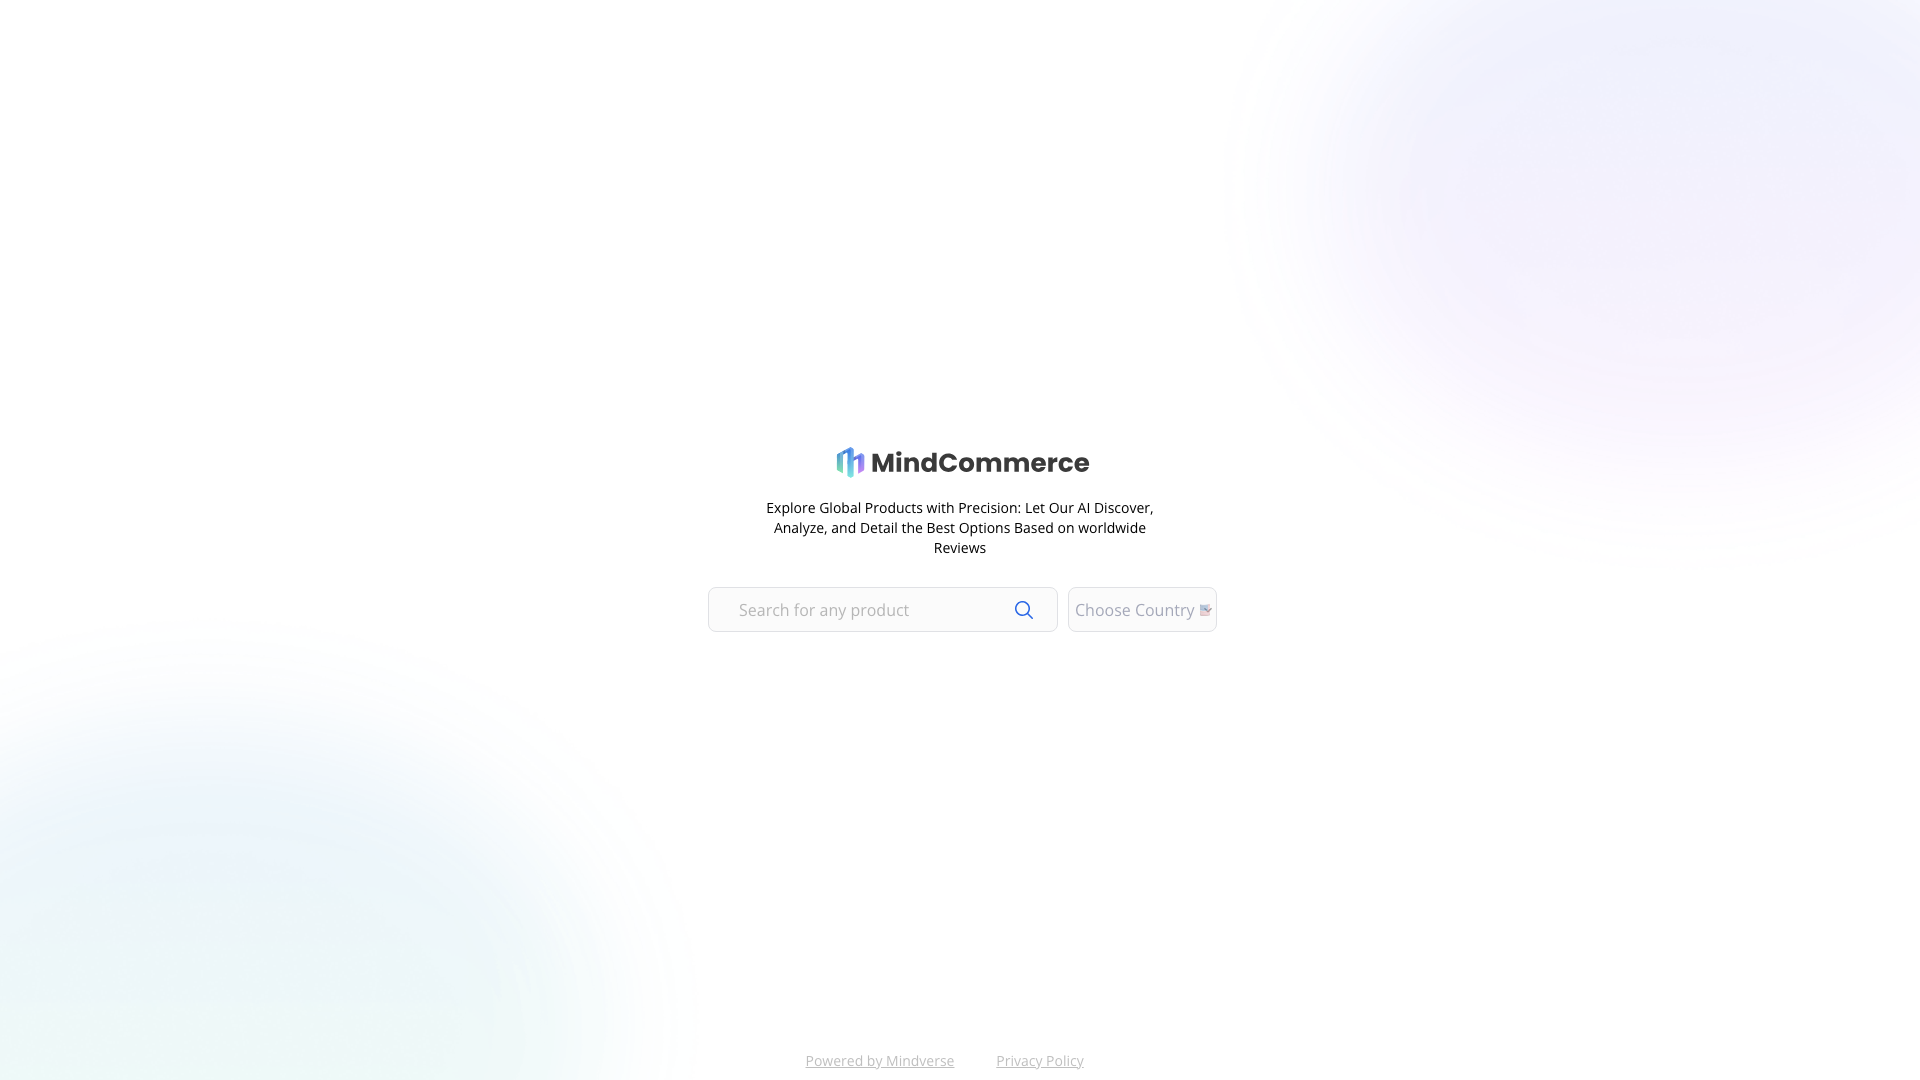 MindCommerce
Explore Global Products with Precision: Let Our AI Discover,
Analyze, and Detail the Best Options Based on worldwide
Reviews
Search for any product
Choose Country
Powered by Mindverse
Privacy Policy